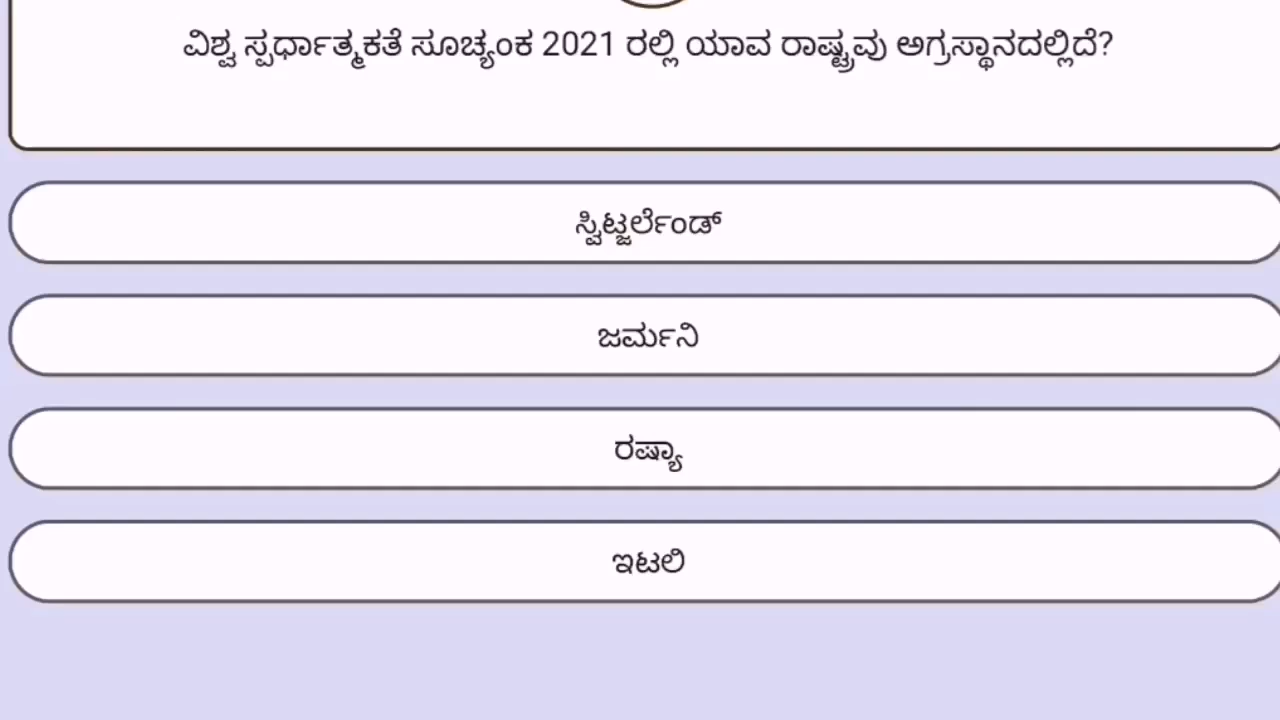 ವಿಶ್ವ ಸ್ಪರ್ಧಾತ್ಮಕತೆ ಸೂಚ್ಯಂಕ 2021 ರಲ್ಲಿ ಯಾವ ರಾಷ್ಟ್ರವು ಅಗ್ರಸ್ಥಾನದಲ್ಲಿದೆ?
ಸ್ವಿಟ್ಜರ್ಲೆಂಡ್
ಜರ್ಮನಿ
ರಷ್ಯಾ
ಇಟಲಿ